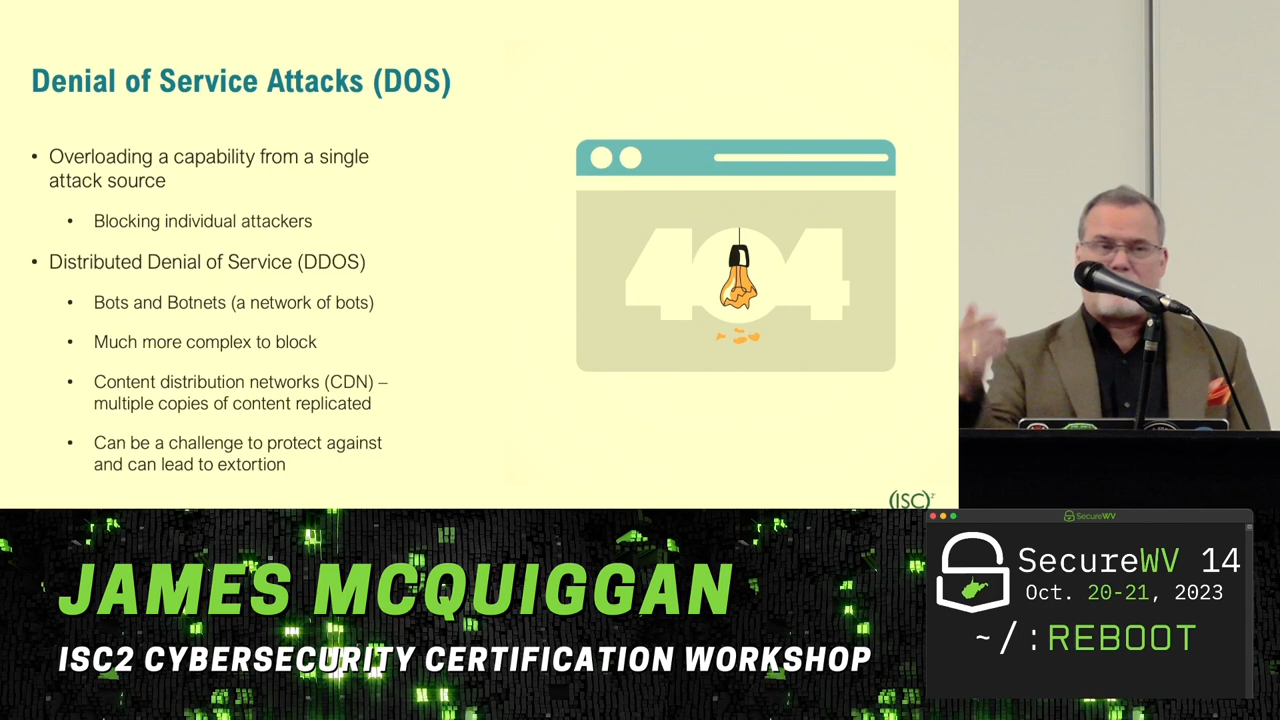 Denial of Service Attacks (DOS)
• Overloading a capability from a single
attack source
• Blocking individual attackers
• Distributed Denial of Service (DDOS)
• Bots and Botnets (a network of bots)
• Much more complex to block
• Content distribution networks (CDN) –
multiple copies of content replicated
• Can be a challenge to protect against
and can lead to extortion
404
(ISC)²
JAMES MCQUIGGAN
ISC2 CYBERSECURITY CERTIFICATION WORKSHOP
SecureWV
SecureWV 14
Oct. 20-21, 2023
~/:REBOOT